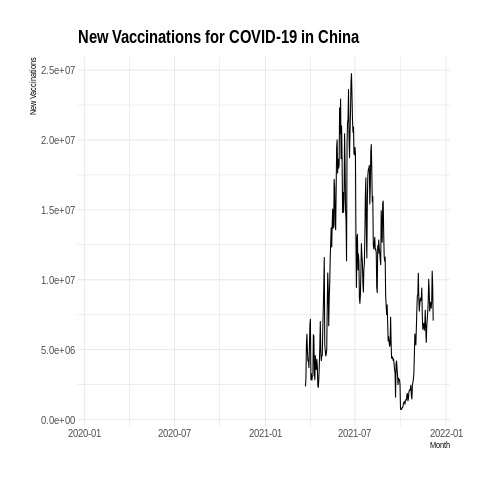 New Vaccinations for COVID-19 in China
New Vaccinations
2.5e+07
2.0e+07
1.5e+07
1.0e+07
5.0e+06
0.0e+00
2020-01 2020-07 2021-01 2021-07 2022-01
Month